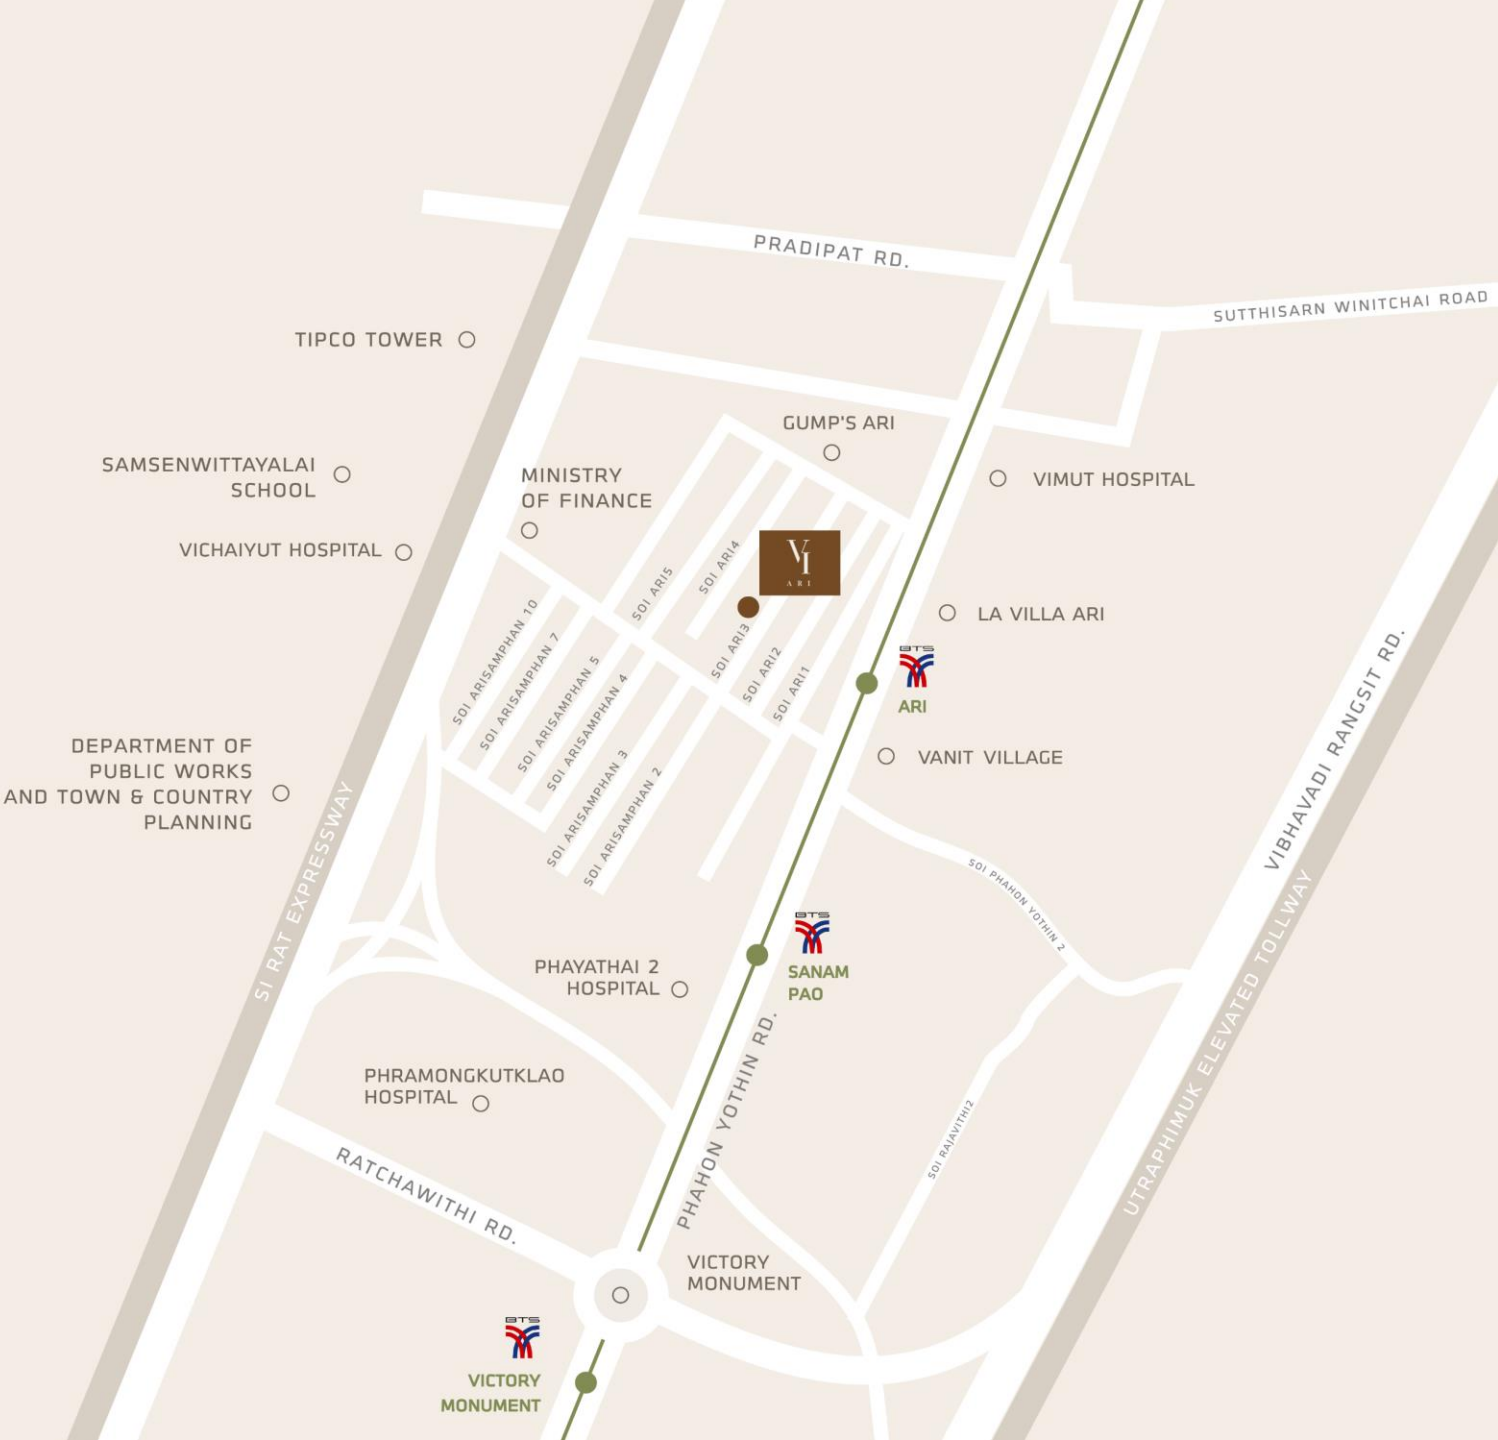 PRADIPAT RD.
SUTTHISARN WINITCHAI ROAD
TIPCO TOWER
GUMP'S ARI
SAMSENWITTAYALAI
SCHOOL
MINISTRY
OF FINANCE
VIMUT HOSPITAL
VICHAIYUT HOSPITAL
VI
ARI
SOI ARI5
SOI ARI4
SOI ARI3
SOI ARI2
SOI ARI1
SOI ARISAMPHAN 10
SOI ARISAMPHAN 7
SOI ARISAMPHAN 5
SOI ARISAMPHAN 4
SOI ARISAMPHAN 3
SOI ARISAMPHAN 2
LA VILLA ARI
BTS
ARI
VANIT VILLAGE
VIBHAVADI RANGSIT RD.
DEPARTMENT OF
PUBLIC WORKS
AND TOWN & COUNTRY
PLANNING
SI RAT EXPRESSWAY
SOI PHAHON YOTHIN 2
UTRAPHIMUK ELEVATED TOLLWAY
BTS
SANAM
PAO
PHAYATHAI 2
HOSPITAL
PHAHON YOTHIN RD.
PHRAMONGKUTKLAO
HOSPITAL
SOI RAJAVITHI2
RATCHAWITHI RD.
VICTORY
MONUMENT
BTS
VICTORY
MONUMENT